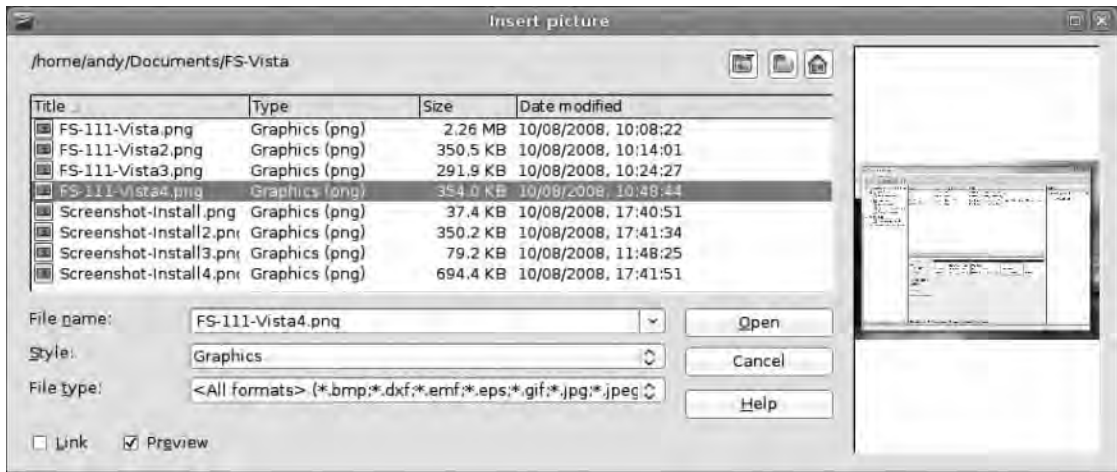 Insert picture
/home/andy/Documents/FS-Vista
Title Type Size Date modified
FS-111-Vista.png Graphics (png) 2.26 MB 10/08/2008, 10:08:22
FS-111-Vista2.png Graphics (png) 350.5 KB 10/08/2008, 10:14:01
FS-111-Vista3.png Graphics (png) 291.9 KB 10/08/2008, 10:24:27
FS-111-Vista4.png Graphics (png) 354.0 KB 10/08/2008, 10:48:44
Screenshot-Install.png Graphics (png) 37.4 KB 10/08/2008, 17:40:51
Screenshot-Install2.pn Graphics (png) 350.2 KB 10/08/2008, 17:41:34
Screenshot-Install3.pn Graphics (png) 79.2 KB 10/08/2008, 11:48:25
Screenshot-Install4.pn Graphics (png) 694.4 KB 10/08/2008, 17:41:51
File name: FS-111-Vista4.png Open
Style: Graphics Cancel
File type: <All formats> (*.bmp;*.dxf;*.emf;*.eps;*.gif;*.jpg;*.jpeg Help
Link Preview